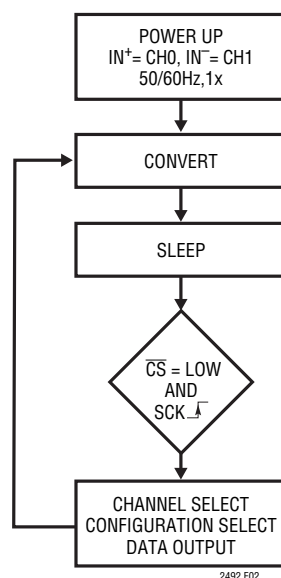 POWER UP
IN⁺= CH0, IN⁻= CH1
50/60Hz,1x
CONVERT
SLEEP
C̅S̅ = LOW
AND
SCK
CHANNEL SELECT
CONFIGURATION SELECT
DATA OUTPUT
2492 F02